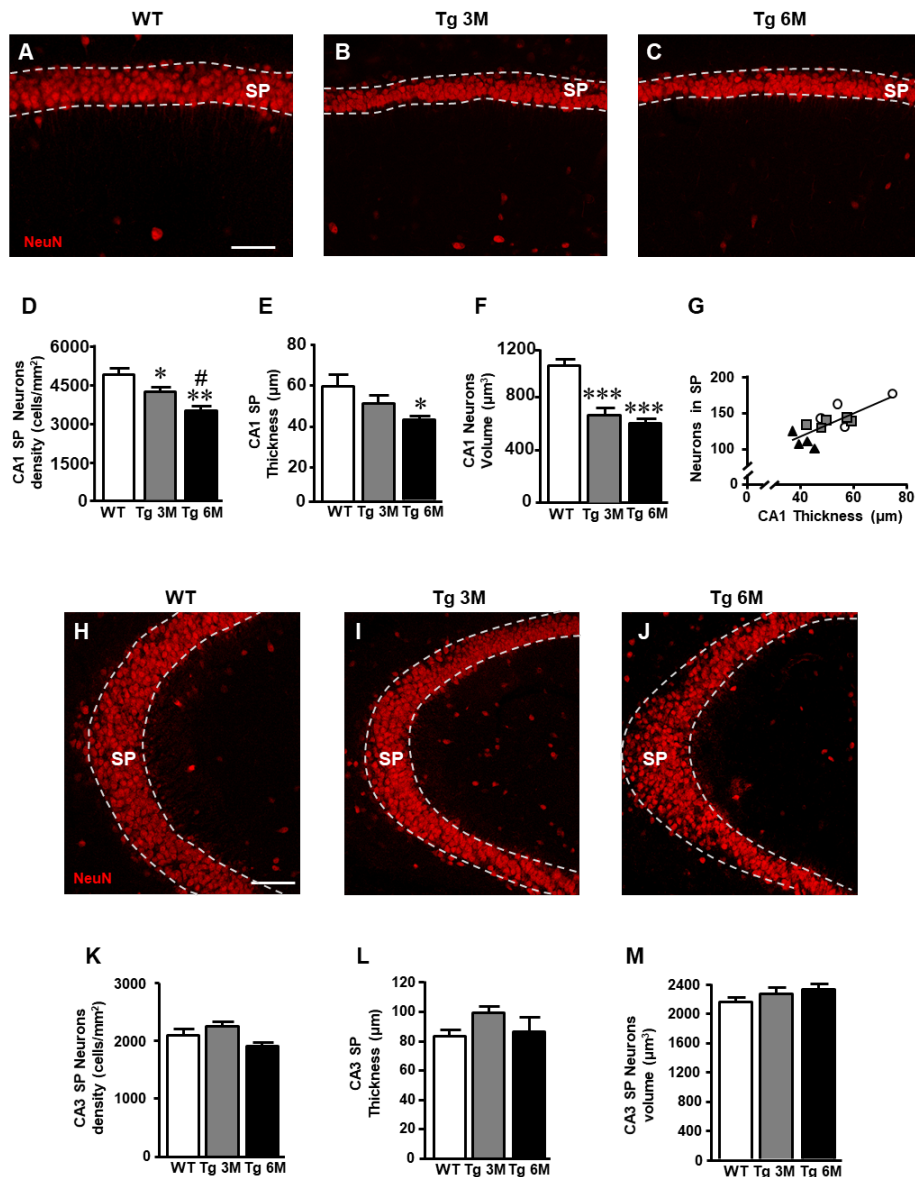 WT Tg 3M Tg 6M
A B C
SP SP SP
NeuN
D E F G
CA1 SP Neurons
density (cells/mm²)
6000
4500
3000
1500
0
*
#
**
WT Tg 3M Tg 6M
CA1 SP
Thickness (µm)
80
60
40
20
0
*
WT Tg 3M Tg 6M
CA1 Neurons
Volume (µm³)
1200
800
400
0
*** ***
WT Tg 3M Tg 6M
Neurons in SP
200
150
100
0
0 40 60 80
CA1 Thickness (µm)
WT Tg 3M Tg 6M
H I J
SP SP SP
NeuN
K L M
CA3 SP Neurons
density (cells/mm²)
3000
2000
1000
0
WT Tg 3M Tg 6M
CA3 SP
Thickness (µm)
120
100
80
60
40
20
0
WT Tg 3M Tg 6M
CA3 SP Neurons
volume (µm³)
2400
2000
1600
1200
800
400
0
WT Tg 3M Tg 6M